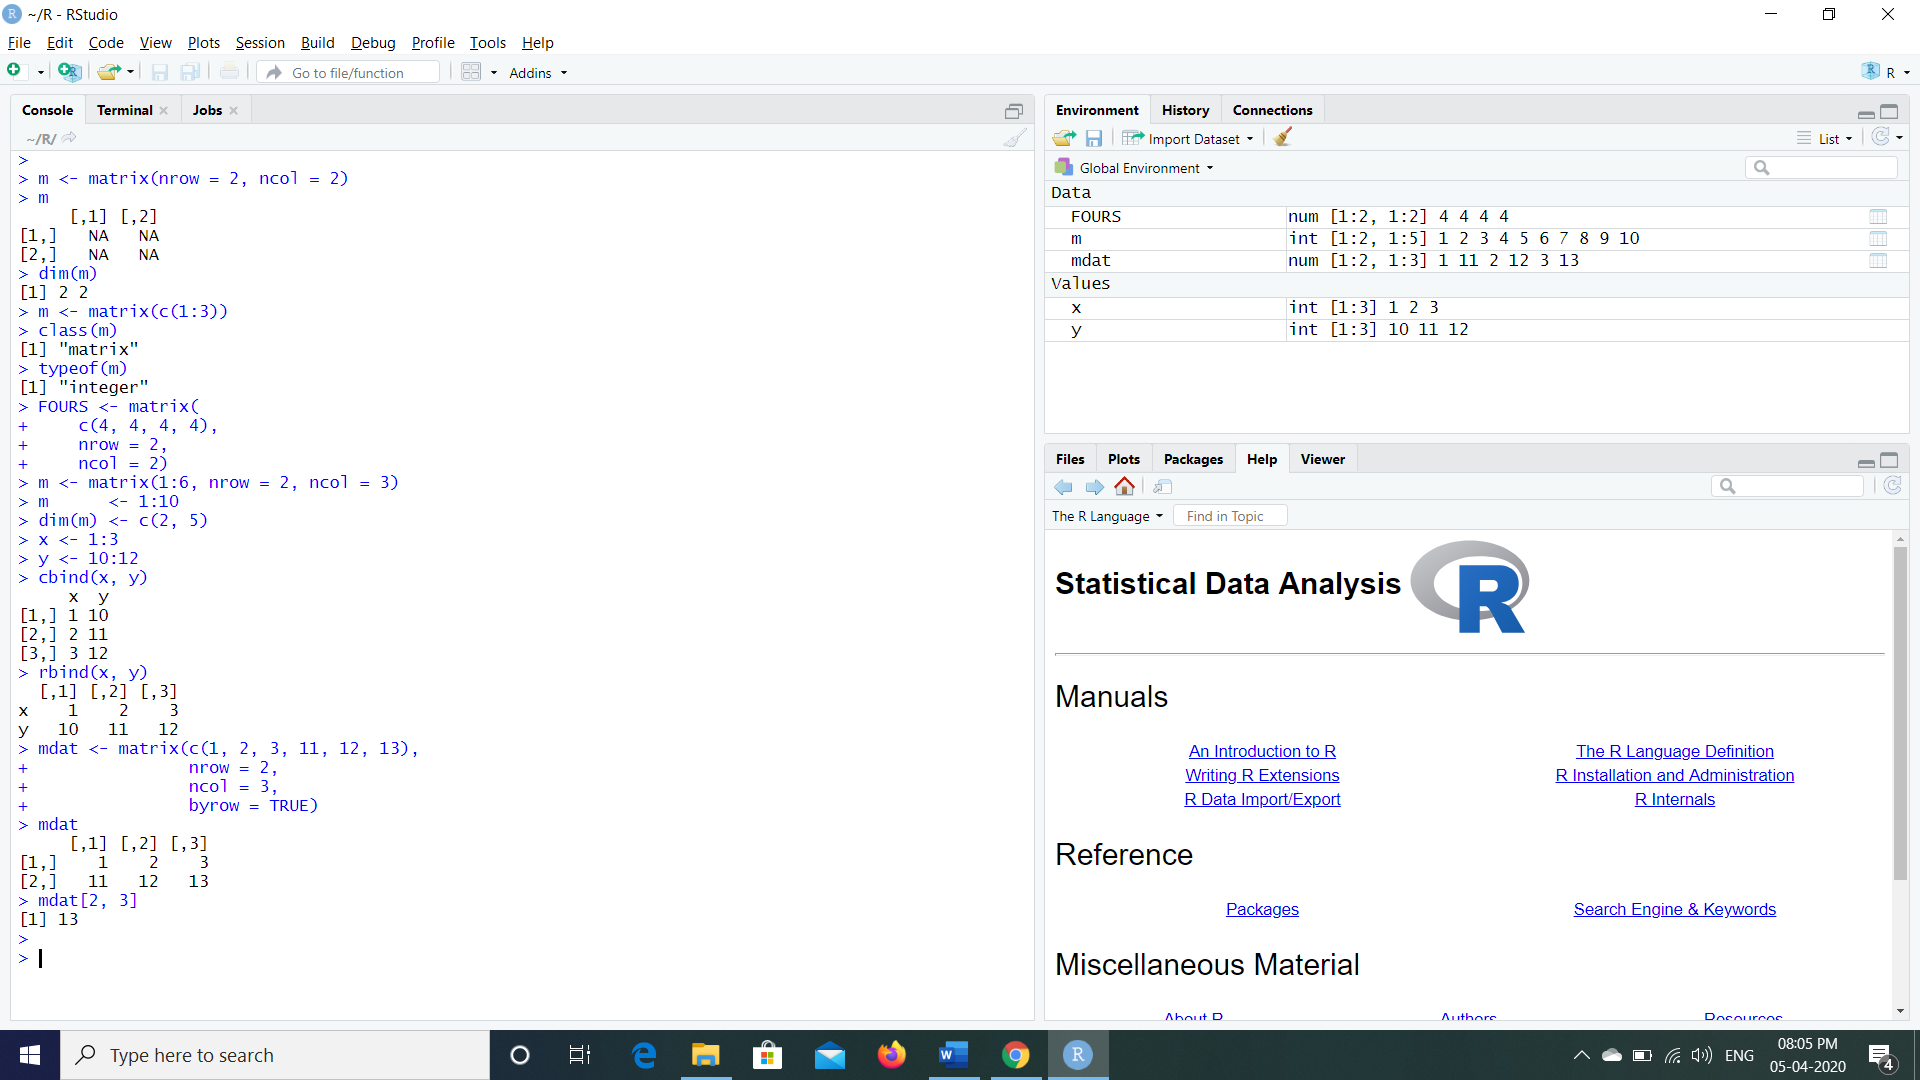 ~/R - RStudio
File Edit Code View Plots Session Build Debug Profile Tools Help
Go to file/function Addins R
Console Terminal Jobs
~/R/
>
> m <- matrix(nrow = 2, ncol = 2)
> m
     [,1] [,2]
[1,]   NA   NA
[2,]   NA   NA
> dim(m)
[1] 2 2
> m <- matrix(c(1:3))
> class(m)
[1] "matrix"
> typeof(m)
[1] "integer"
> FOURS <- matrix(
+     c(4, 4, 4, 4),
+     nrow = 2,
+     ncol = 2)
> m <- matrix(1:6, nrow = 2, ncol = 3)
> m      <- 1:10
> dim(m) <- c(2, 5)
> x <- 1:3
> y <- 10:12
> cbind(x, y)
     x  y
[1,] 1 10
[2,] 2 11
[3,] 3 12
> rbind(x, y)
  [,1] [,2] [,3]
x    1    2    3
y   10   11   12
> mdat <- matrix(c(1, 2, 3, 11, 12, 13),
+                nrow = 2,
+                ncol = 3,
+                byrow = TRUE)
> mdat
     [,1] [,2] [,3]
[1,]    1    2    3
[2,]   11   12   13
> mdat[2, 3]
[1] 13
>
>
Environment History Connections
Import Dataset List
Global Environment
Data
FOURS num [1:2, 1:2] 4 4 4 4
m int [1:2, 1:5] 1 2 3 4 5 6 7 8 9 10
mdat num [1:2, 1:3] 1 11 2 12 3 13
Values
x int [1:3] 1 2 3
y int [1:3] 10 11 12
Files Plots Packages Help Viewer
The R Language Find in Topic
Statistical Data Analysis R
Manuals
An Introduction to R The R Language Definition
Writing R Extensions R Installation and Administration
R Data Import/Export R Internals
Reference
Packages Search Engine & Keywords
Miscellaneous Material
About R Authors Resources
Type here to search
ENG
08:05 PM
05-04-2020
4